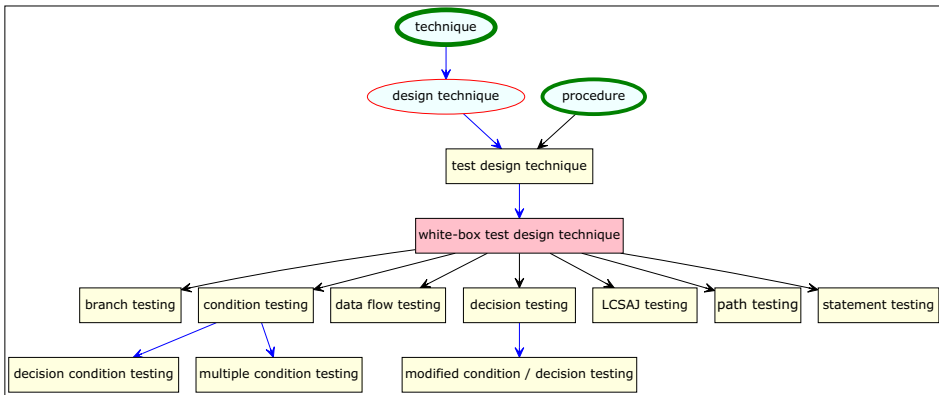 technique
design technique
procedure
test design technique
white-box test design technique
branch testing
condition testing
data flow testing
decision testing
LCSAJ testing
path testing
statement testing
decision condition testing
multiple condition testing
modified condition / decision testing